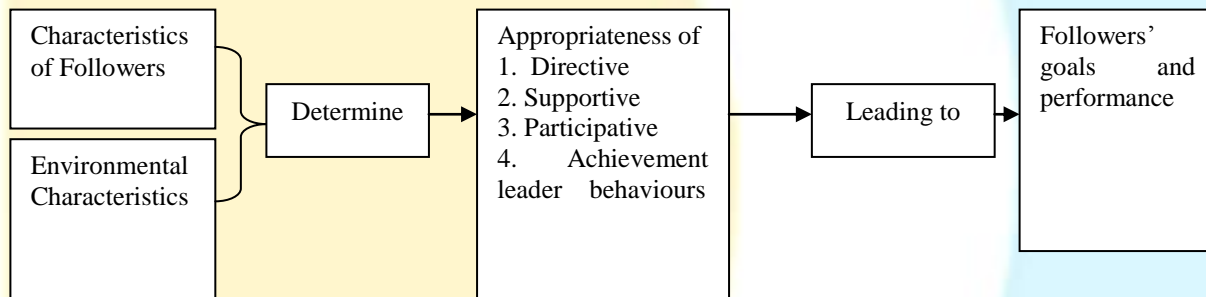 Characteristics
of Followers
Environmental
Characteristics
Determine
Appropriateness of
1. Directive
2. Supportive
3. Participative
4. Achievement
leader behaviours
Leading to
Followers’
goals and
performance